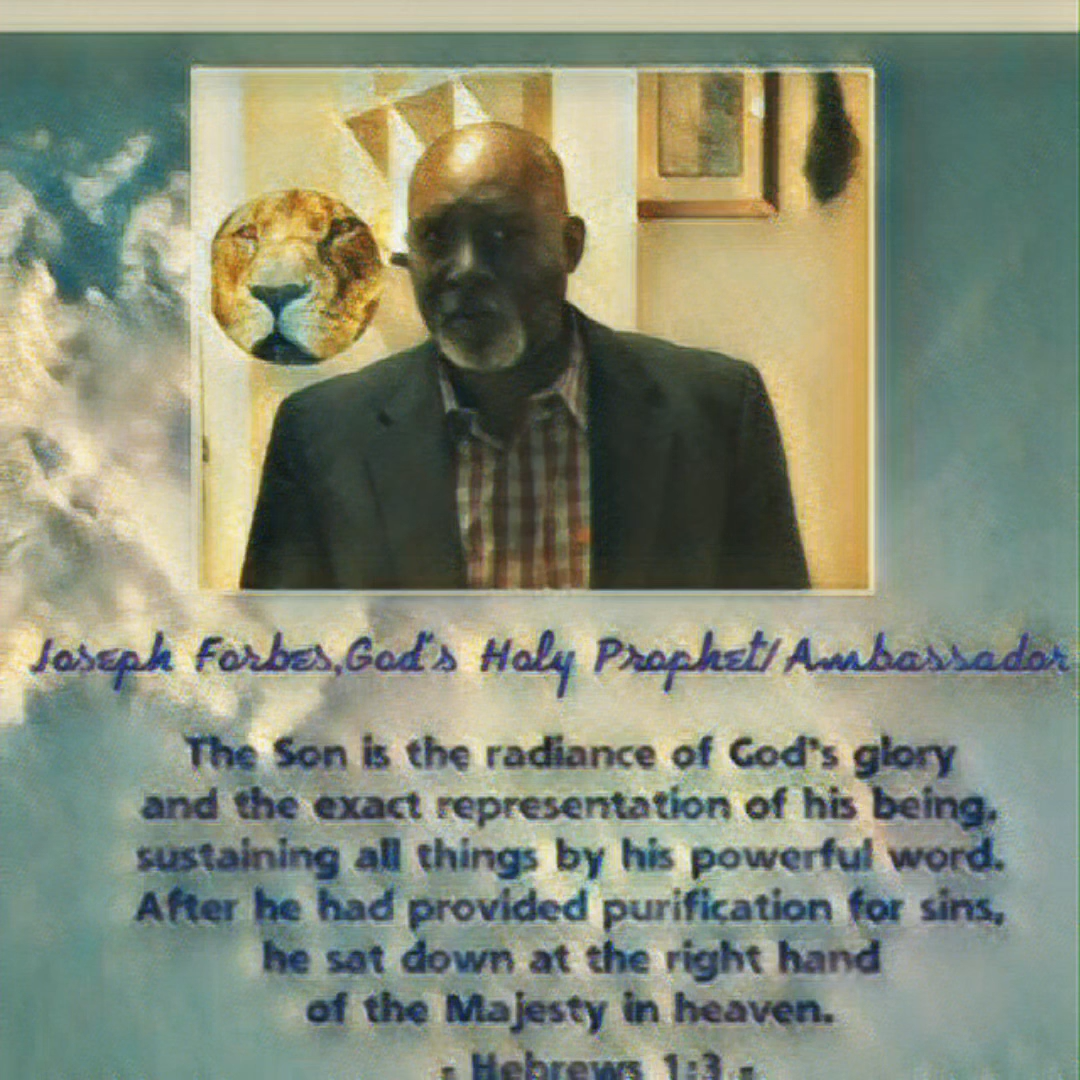 Joseph Forbes,God's Holy Prophet/Ambassador
The Son is the radiance of God's glory
and the exact representation of his being,
sustaining all things by his powerful word.
After he had provided purification for sins,
he sat down at the right hand
of the Majesty in heaven.
- Hebrews 1:3 -